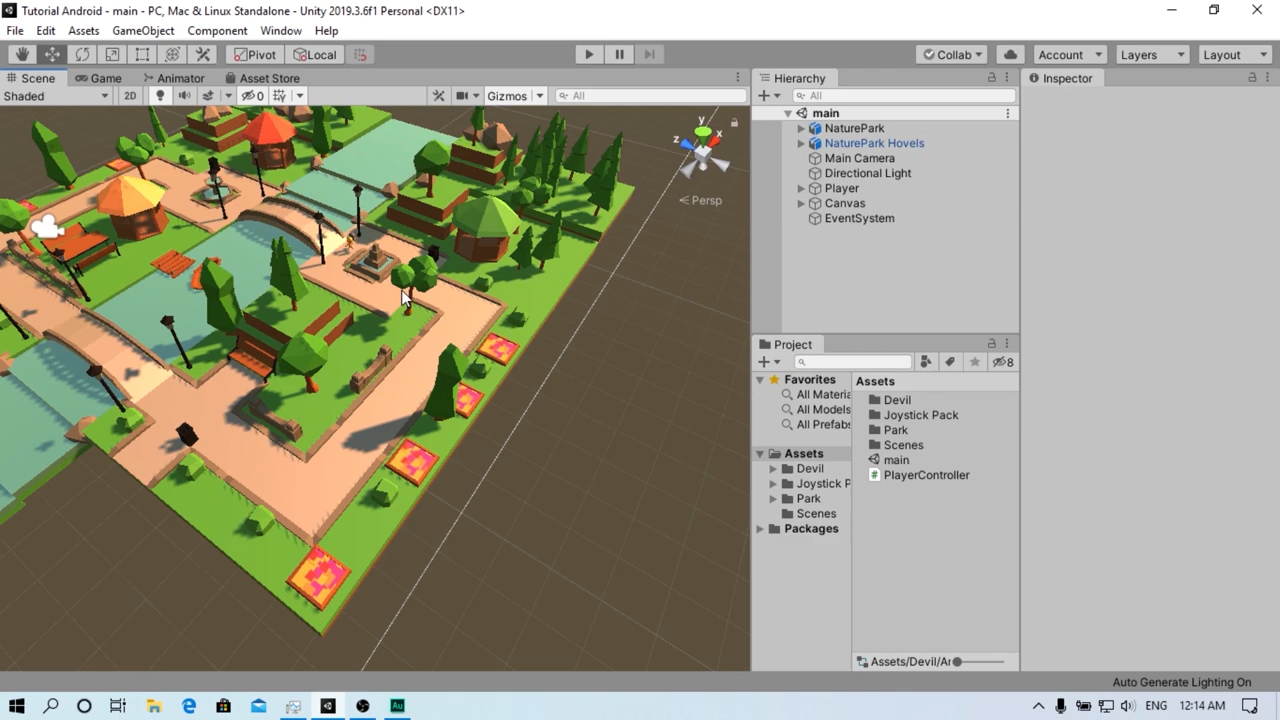 Tutorial Android - main - PC, Mac & Linux Standalone - Unity 2019.3.6f1 Personal <DX11>
File Edit Assets GameObject Component Window Help
Pivot Local Collab Account Layers Layout
Scene Game Animator Asset Store
Shaded 2D 0 Gizmos All
y
x
z
Persp
Hierarchy
All
main
NaturePark
NaturePark Hovels
Main Camera
Directional Light
Player
Canvas
EventSystem
Inspector
Project
8
Favorites
All Materia
All Models
All Prefabs
Assets
Devil
Joystick P
Park
Scenes
Packages
Assets
Devil
Joystick Pack
Park
Scenes
main
PlayerController
Assets/Devil/Ar
Auto Generate Lighting On
Au
ENG 12:14 AM